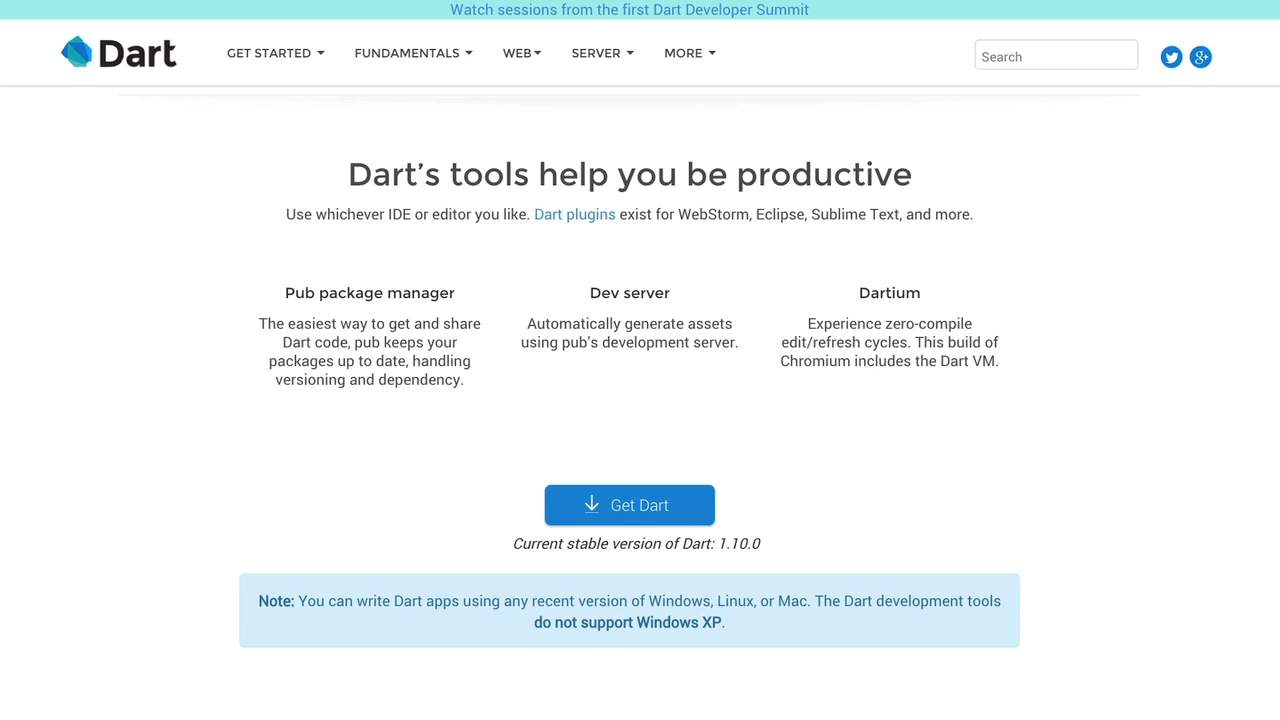 Watch sessions from the first Dart Developer Summit
Dart
GET STARTED
FUNDAMENTALS
WEB
SERVER
MORE
Search
g+
Dart's tools help you be productive
Use whichever IDE or editor you like. Dart plugins exist for WebStorm, Eclipse, Sublime Text, and more.
Pub package manager
The easiest way to get and share
Dart code, pub keeps your
packages up to date, handling
versioning and dependency.
Dev server
Automatically generate assets
using pub's development server.
Dartium
Experience zero-compile
edit/refresh cycles. This build of
Chromium includes the Dart VM.
Get Dart
Current stable version of Dart: 1.10.0
Note: You can write Dart apps using any recent version of Windows, Linux, or Mac. The Dart development tools
do not support Windows XP.